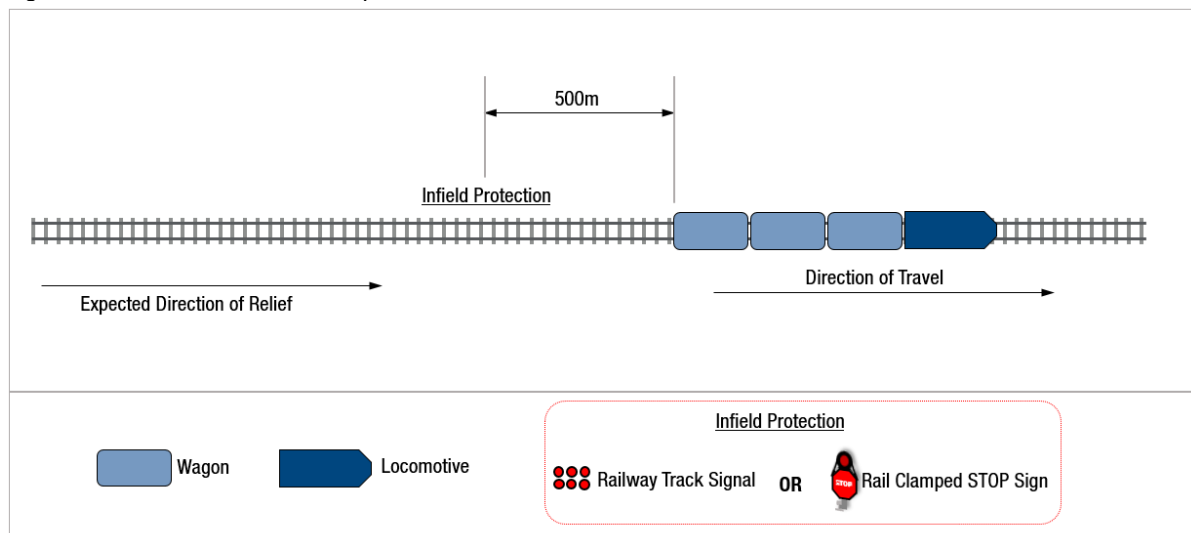 500m
Infield Protection
Expected Direction of Relief
Direction of Travel
Infield Protection
Wagon
Locomotive
Railway Track Signal OR STOP Rail Clamped STOP Sign